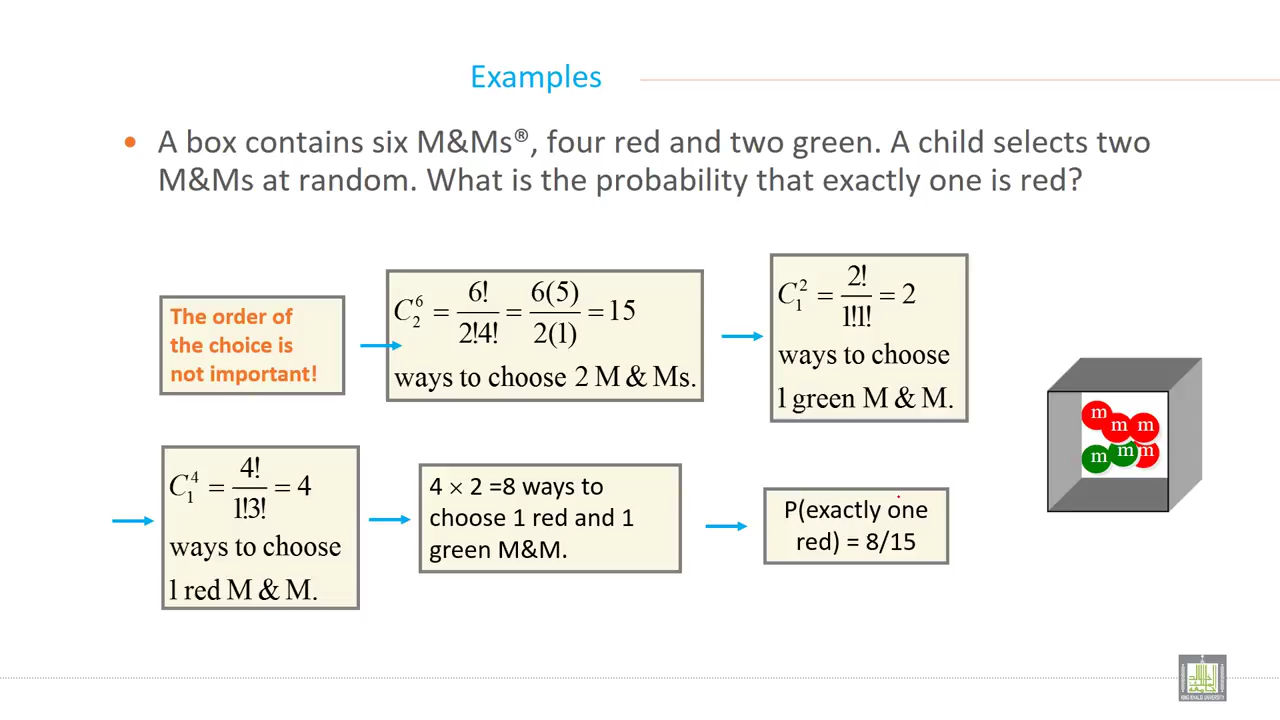 Examples
• A box contains six M&Ms®, four red and two green. A child selects two
M&Ms at random. What is the probability that exactly one is red?
The order of
the choice is
not important!
C₂⁶ = 6!/(2!4!) = 6(5)/(2(1)) = 15
ways to choose 2 M & Ms.
C₁² = 2!/(1!1!) = 2
ways to choose
1 green M & M.
m
m m
m m m
C₁⁴ = 4!/(1!3!) = 4
ways to choose
1 red M & M.
4 × 2 =8 ways to
choose 1 red and 1
green M&M.
P(exactly one
red) = 8/15
KING KHALID UNIVERSITY